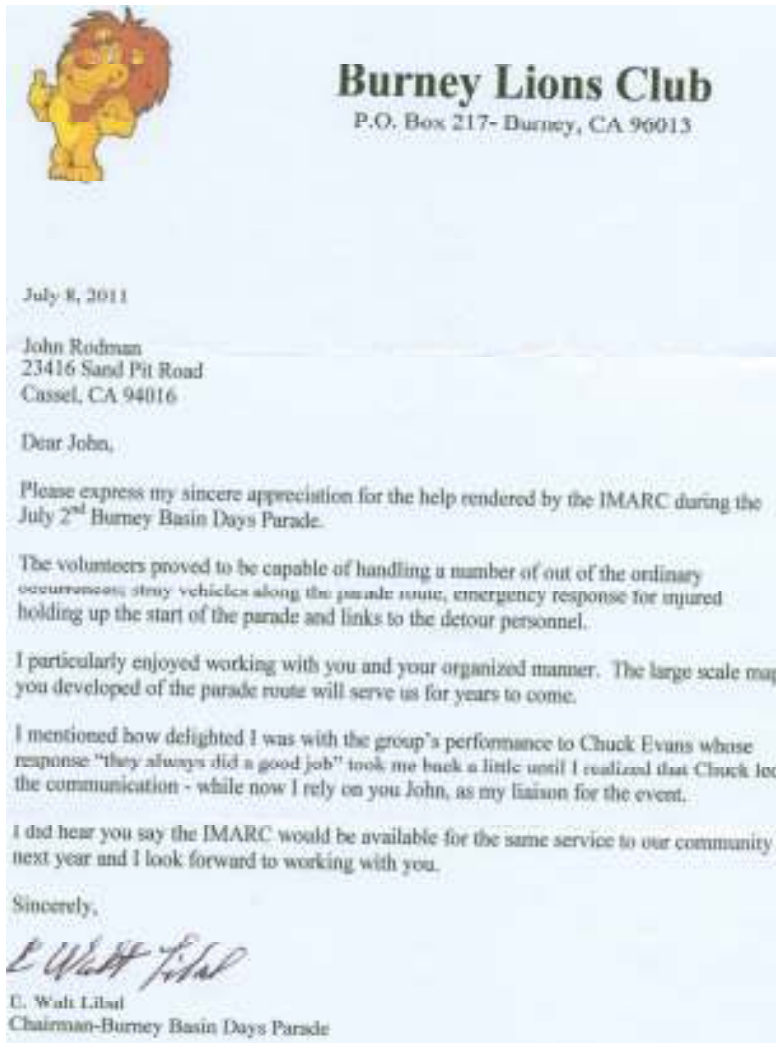 Burney Lions Club
P.O. Box 217- Burney, CA 96013
July 8, 2011
John Rodman
23416 Sand Pit Road
Cassel, CA 94016
Dear John,
Please express my sincere appreciation for the help rendered by the IMARC during the
July 2nd Burney Basin Days Parade.
The volunteers proved to be capable of handling a number of out of the ordinary
occurrences; stray vehicles along the parade route, emergency response for injured
holding up the start of the parade and links to the detour personnel.
I particularly enjoyed working with you and your organized manner. The large scale map
you developed of the parade route will serve us for years to come.
I mentioned how delighted I was with the group's performance to Chuck Evans whose
response "they always did a good job" took me back a little until I realized that Chuck
the communication - while now I rely on you John, as my liaison for the event.
I did hear you say the IMARC would be available for the same service to our community
next year and I look forward to working with you.
Sincerely,
Walt
Walt
Chairman-Burney Basin Days Parade